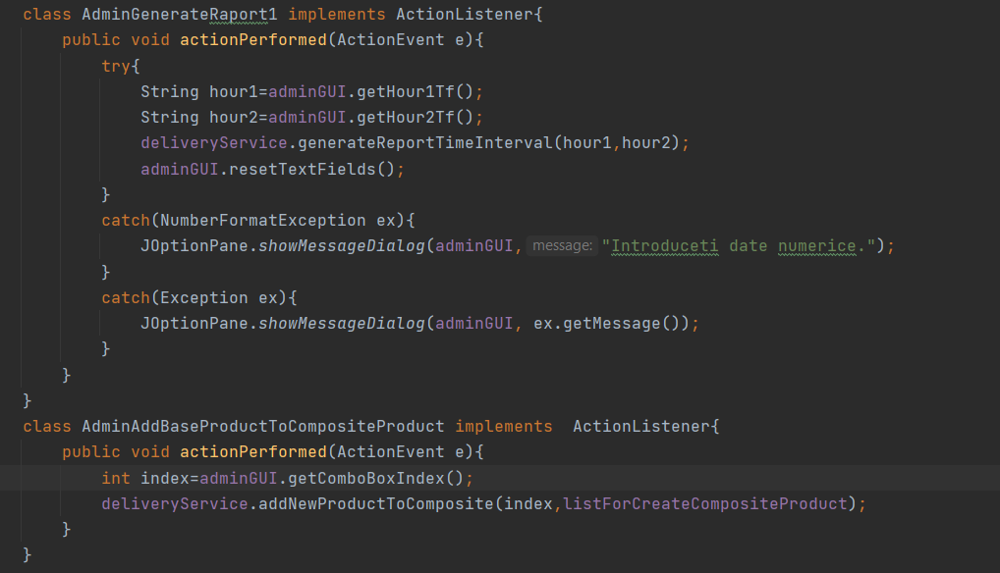 class AdminGenerateRaport1 implements ActionListener{
    public void actionPerformed(ActionEvent e){
        try{
            String hour1=adminGUI.getHour1Tf();
            String hour2=adminGUI.getHour2Tf();
            deliveryService.generateReportTimeInterval(hour1,hour2);
            adminGUI.resetTextFields();
        }
        catch(NumberFormatException ex){
            JOptionPane.showMessageDialog(adminGUI, message: "Introduceti date numerice.");
        }
        catch(Exception ex){
            JOptionPane.showMessageDialog(adminGUI, ex.getMessage());
        }
    }
}
class AdminAddBaseProductToCompositeProduct implements  ActionListener{
    public void actionPerformed(ActionEvent e){
        int index=adminGUI.getComboBoxIndex();
        deliveryService.addNewProductToComposite(index,listForCreateCompositeProduct);
    }
}